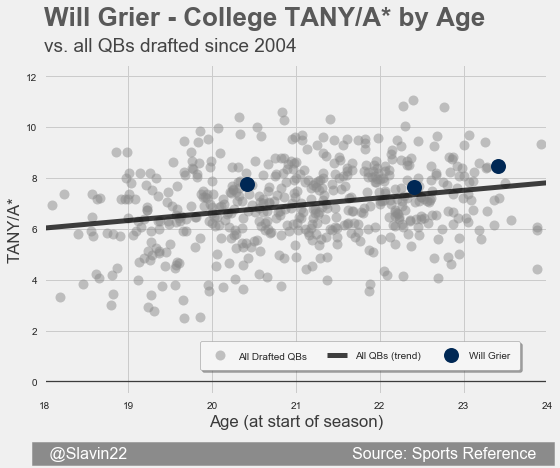 Will Grier - College TANY/A* by Age
vs. all QBs drafted since 2004
12
10
8
6
4
2
0
TANY/A*
All Drafted QBs
All QBs (trend)
Will Grier
18 19 20 21 22 23 24
Age (at start of season)
@Slavin22 Source: Sports Reference